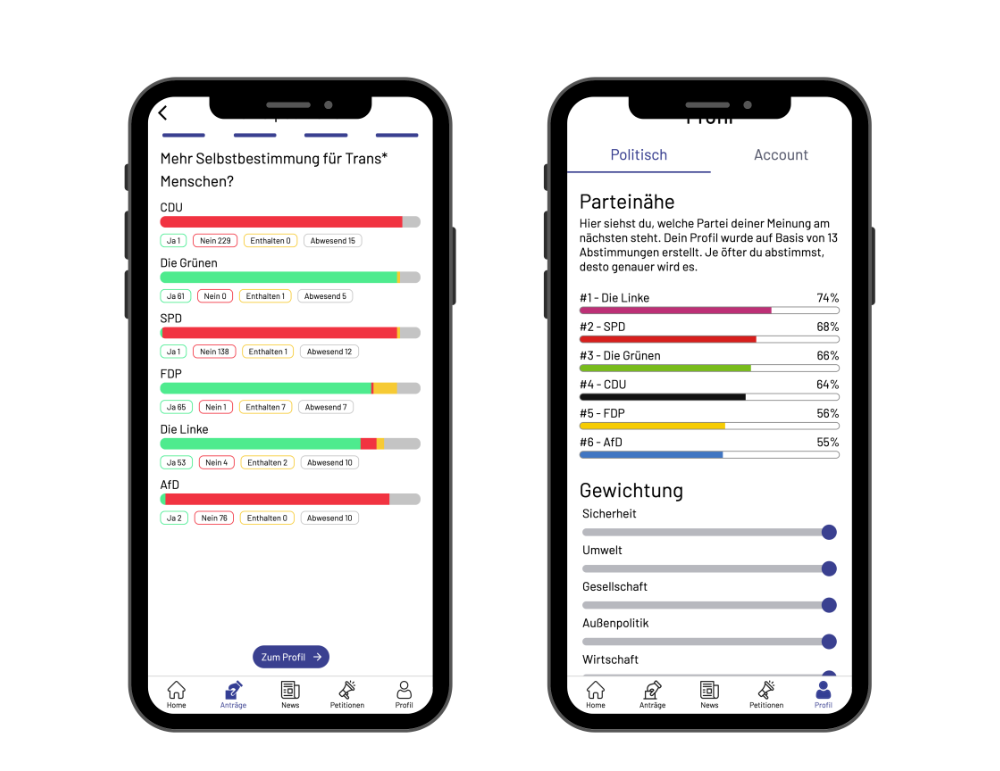 Mehr Selbstbestimmung für Trans*
Menschen?
CDU
Ja 1 Nein 229 Enthalten 0 Abwesend 15
Die Grünen
Ja 61 Nein 0 Enthalten 1 Abwesend 5
SPD
Ja 1 Nein 138 Enthalten 1 Abwesend 12
FDP
Ja 65 Nein 1 Enthalten 7 Abwesend 7
Die Linke
Ja 53 Nein 4 Enthalten 2 Abwesend 10
AfD
Ja 2 Nein 76 Enthalten 0 Abwesend 10
Zum Profil →
Home Anträge News Petitionen Profil
Profil
Politisch Account
Parteinähe
Hier siehst du, welche Partei deiner Meinung am
nächsten steht. Dein Profil wurde auf Basis von 13
Abstimmungen erstellt. Je öfter du abstimmst,
desto genauer wird es.
#1 - Die Linke 74%
#2 - SPD 68%
#3 - Die Grünen 66%
#4 - CDU 64%
#5 - FDP 56%
#6 - AfD 55%
Gewichtung
Sicherheit
Umwelt
Gesellschaft
Außenpolitik
Wirtschaft
Home Anträge News Petitionen Profil